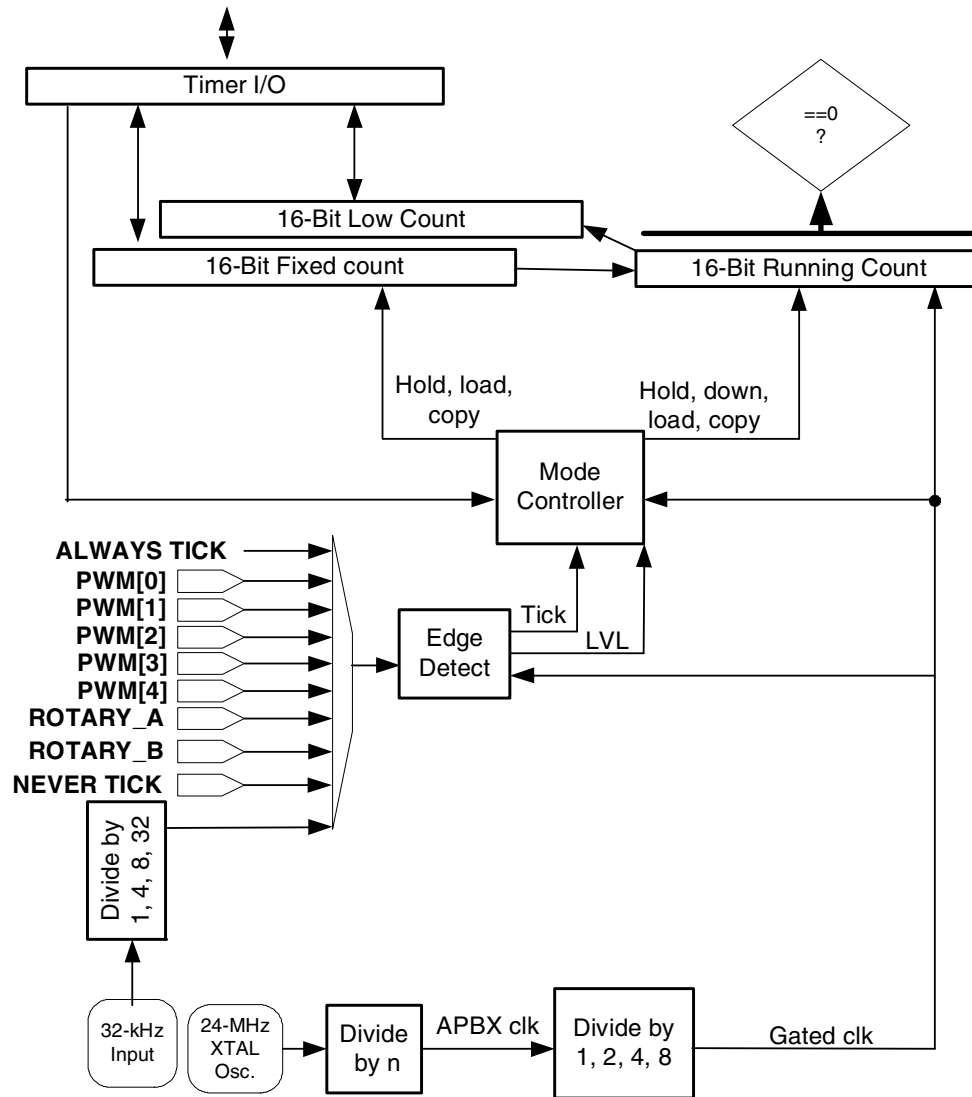 Timer I/O
==0
?
16-Bit Low Count
16-Bit Fixed count
16-Bit Running Count
Hold, load,
copy
Hold, down,
load, copy
Mode
Controller
ALWAYS TICK
PWM[0]
PWM[1]
PWM[2]
PWM[3]
PWM[4]
ROTARY_A
ROTARY_B
NEVER TICK
Tick
LVL
Edge
Detect
Divide by
1, 4, 8, 32
32-kHz
Input
24-MHz
XTAL
Osc.
Divide
by n
APBX clk
Divide by
1, 2, 4, 8
Gated clk